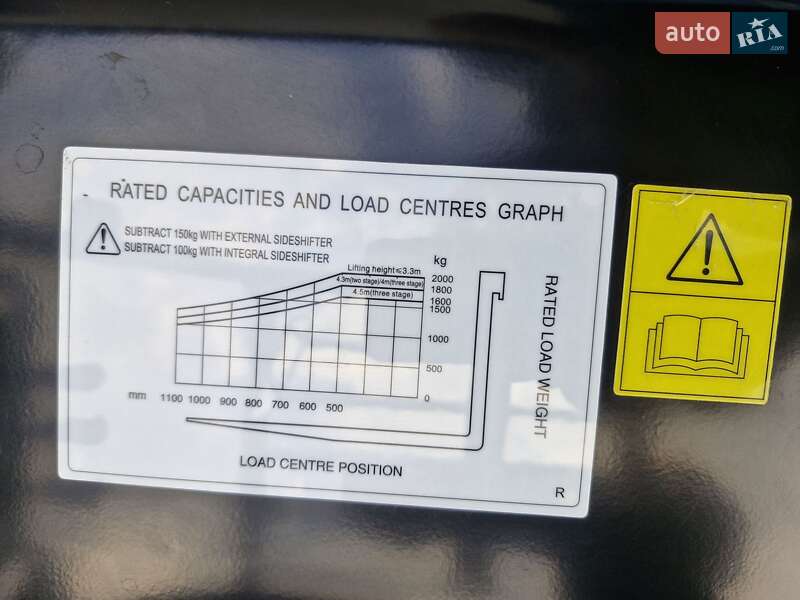 auto RIA.com
RATED CAPACITIES AND LOAD CENTRES GRAPH
SUBTRACT 150kg WITH EXTERNAL SIDESHIFTER
SUBTRACT 100kg WITH INTEGRAL SIDESHIFTER
kg
Lifting height≤3.3m
4.3m(two stage)/4m(three stage)
4.5m(three stage)
2000
1800
1600
1500
1000
500
0
RATED LOAD WEIGHT
mm 1100 1000 900 800 700 600 500
LOAD CENTRE POSITION
R